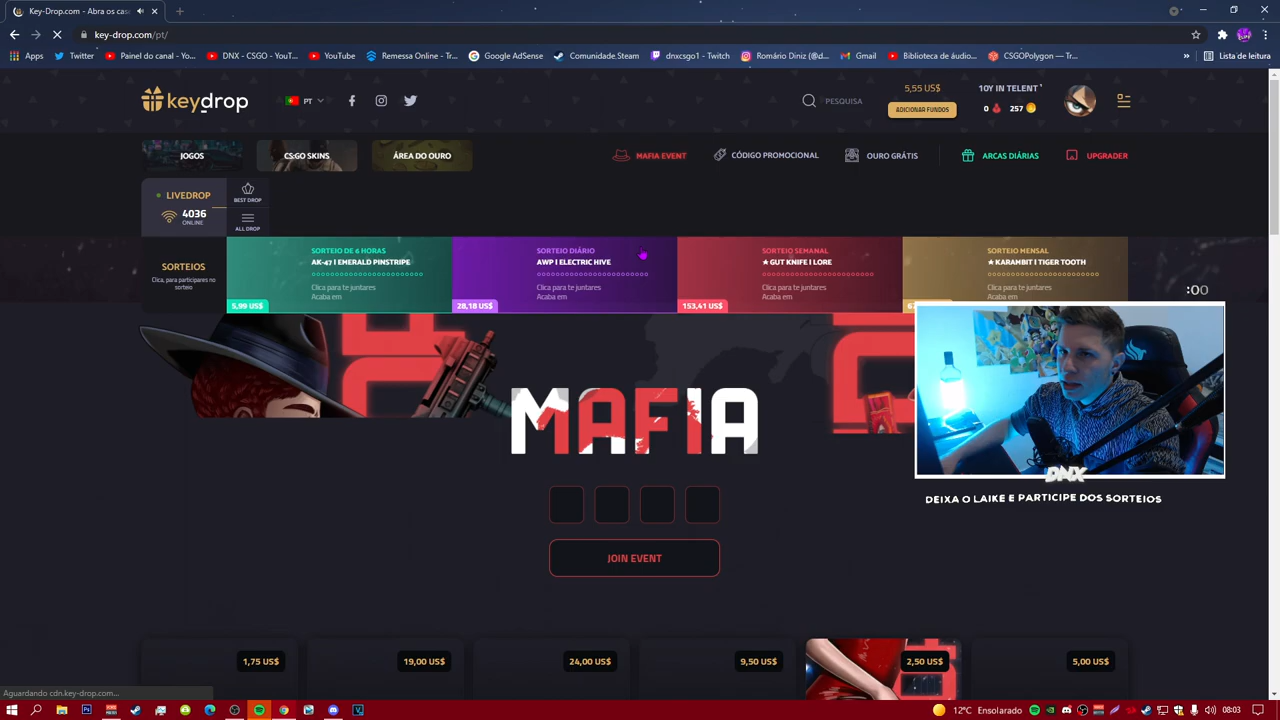 Key-Drop.com - Abra os case
key-drop.com/pt/
Apps
Twitter
Painel do canal - Yo...
DNX - CSGO - YouT...
YouTube
Remessa Online - Tr...
Google AdSense
Comunidade Steam
dnxcsgo1 - Twitch
Romário Diniz (@d...
Gmail
Biblioteca de áudio...
CSGOPolygon — Tr...
»
Lista de leitura
keydrop
PT
PESQUISA
5,55 US$
ADICIONAR FUNDOS
10Y IN TELENT
0
257
JOGOS
CS:GO SKINS
ÁREA DO OURO
MAFIA EVENT
CÓDIGO PROMOCIONAL
OURO GRÁTIS
ARCAS DIÁRIAS
UPGRADER
LIVEDROP
4036
ONLINE
BEST DROP
ALL DROP
SORTEIOS
Clica, para participares no
sorteio
SORTEIO DE 6 HORAS
AK-47 | EMERALD PINSTRIPE
Clica para te juntares
Acaba em
5,99 US$
SORTEIO DIÁRIO
AWP | ELECTRIC HIVE
Clica para te juntares
Acaba em
28,18 US$
SORTEIO SEMANAL
★ GUT KNIFE | LORE
Clica para te juntares
Acaba em
153,41 US$
SORTEIO MENSAL
★ KARAMBIT | TIGER TOOTH
Clica para te juntares
Acaba em
:00
MAFIA
JOIN EVENT
DNX
DEIXA O LAIKE E PARTICIPE DOS SORTEIOS
1,75 US$
19,00 US$
24,00 US$
9,50 US$
2,50 US$
5,00 US$
Aguardando cdn.key-drop.com...
12°C Ensolarado
08:03